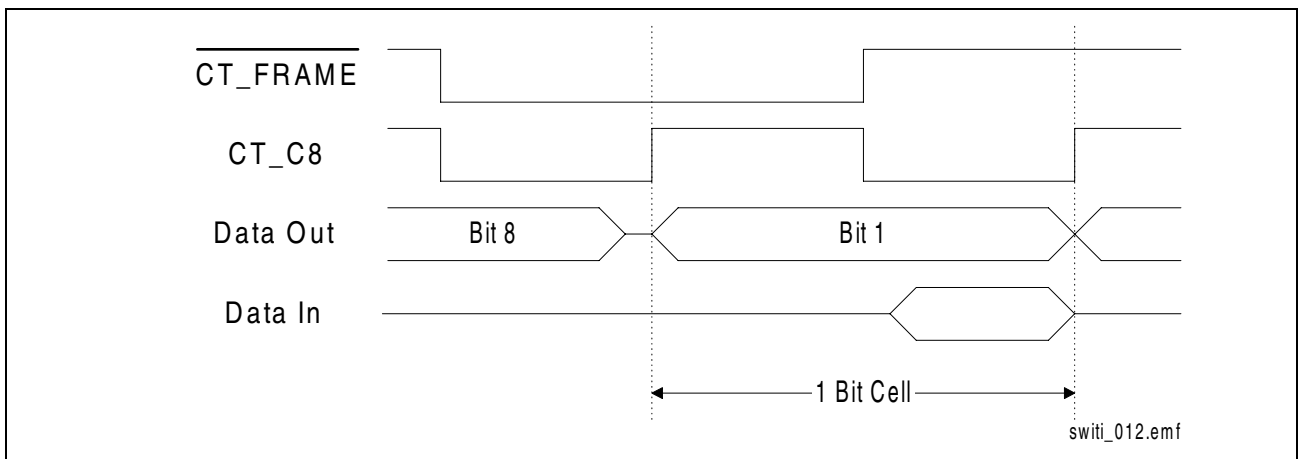 CT_FRAME
CT_C8
Data Out Bit 8 Bit 1
Data In
1 Bit Cell
switi_012.emf